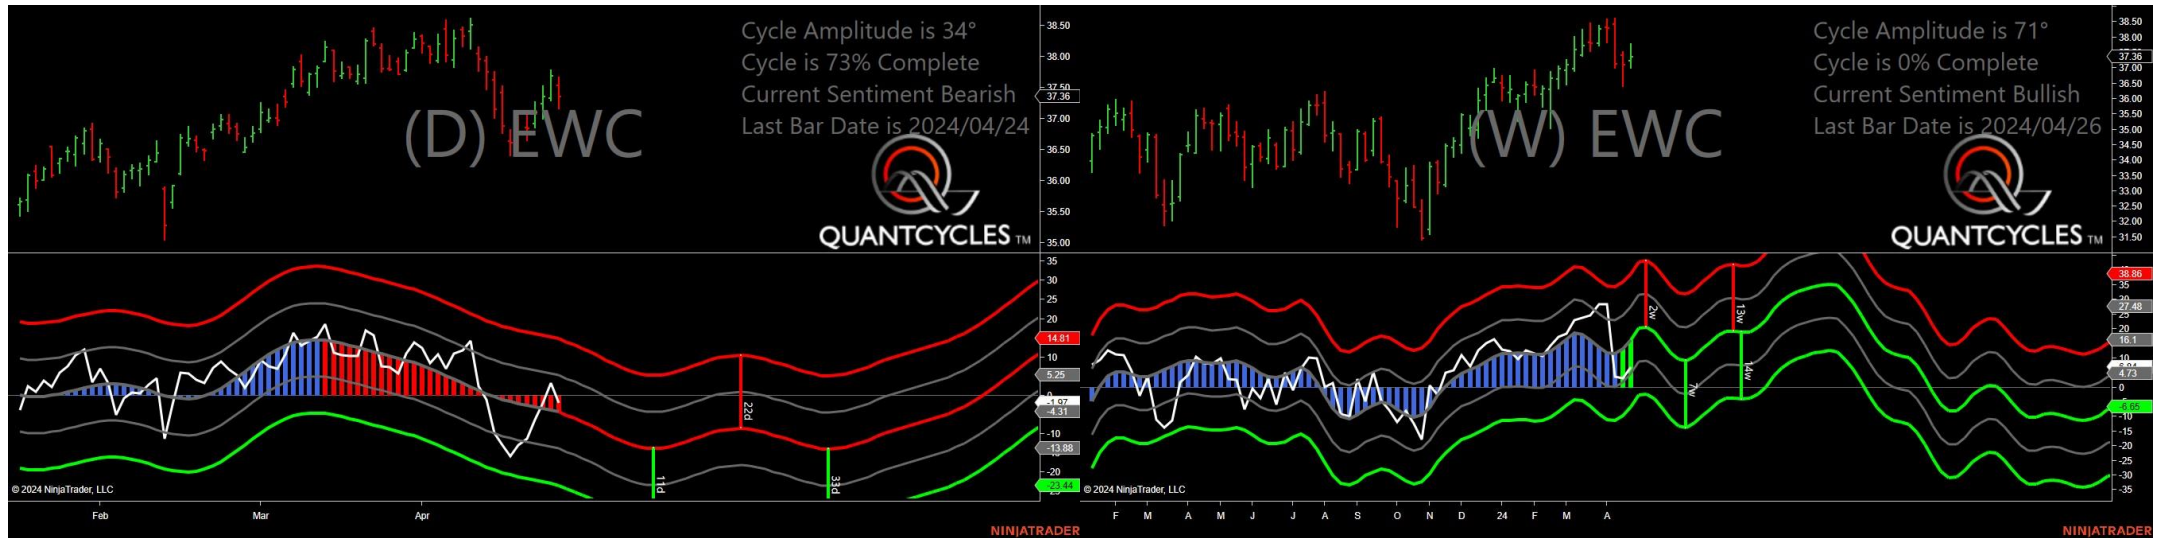 Cycle Amplitude is 34°
Cycle is 73% Complete
Current Sentiment Bearish
Last Bar Date is 2024/04/24
(D) EWC
QUANTCYCLES TM
38.50
38.00
37.50
37.36
37.00
36.50
36.00
35.50
35.00
35
30
25
20
14.81
10
5.25
0
-1.97
-4.31
-10
-13.88
-20
-23.44
22d
11d
33d
© 2024 NinjaTrader, LLC
Feb
Mar
Apr
NINJATRADER
Cycle Amplitude is 71°
Cycle is 0% Complete
Current Sentiment Bullish
Last Bar Date is 2024/04/26
(W) EWC
QUANTCYCLES TM
38.50
38.00
37.36
37.00
36.50
36.00
35.50
35.00
34.50
34.00
33.50
33.00
32.50
32.00
31.50
38.86
35
27.48
25
20
16.1
10
4.73
0
-6.65
-10
-15
-20
-25
-30
-35
2w
13w
7w
14w
© 2024 NinjaTrader, LLC
F M A M J J A S O N D 24 F M A
NINJATRADER